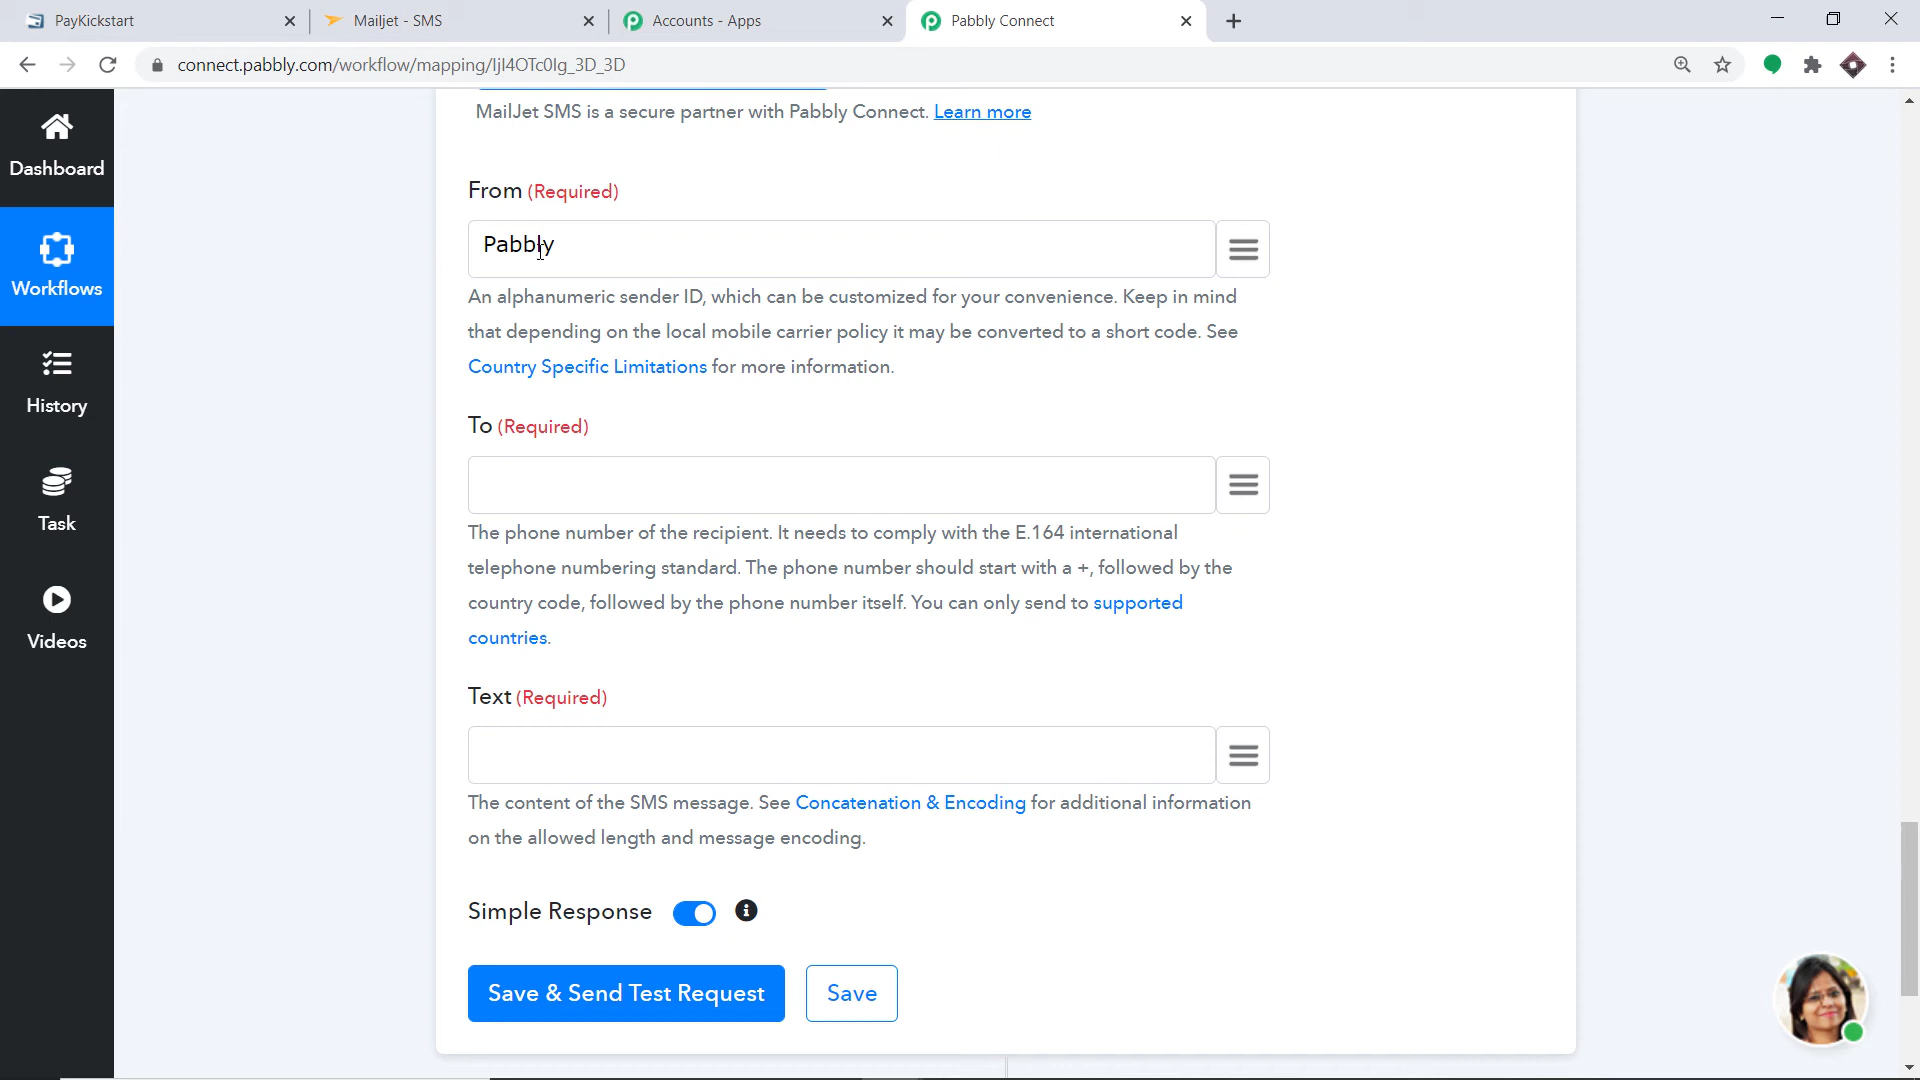 PayKickstart
Mailjet - SMS
Accounts - Apps
Pabbly Connect
connect.pabbly.com/workflow/mapping/IjI4OTc0Ig_3D_3D
Dashboard
Workflows
History
Task
Videos
MailJet SMS is a secure partner with Pabbly Connect. Learn more
From (Required)
Pabbly
An alphanumeric sender ID, which can be customized for your convenience. Keep in mind
that depending on the local mobile carrier policy it may be converted to a short code. See
Country Specific Limitations for more information.
To (Required)
The phone number of the recipient. It needs to comply with the E.164 international
telephone numbering standard. The phone number should start with a +, followed by the
country code, followed by the phone number itself. You can only send to supported
countries.
Text (Required)
The content of the SMS message. See Concatenation & Encoding for additional information
on the allowed length and message encoding.
Simple Response
Save & Send Test Request
Save